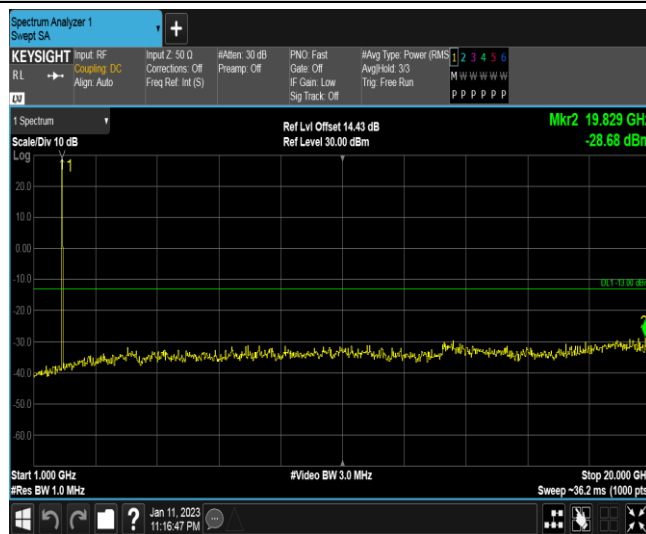 Spectrum Analyzer 1
Swept SA
+
KEYSIGHT
RL
LXI
Input: RF
Coupling: DC
Align: Auto
Input Z: 50 Ω
Corrections: Off
Freq Ref: Int (S)
#Atten: 30 dB
Preamp: Off
PNO: Fast
Gate: Off
IF Gain: Low
Sig Track: Off
#Avg Type: Power (RMS
Avg|Hold: 3/3
Trig: Free Run
1 2 3 4 5 6
M W W W W W
P P P P P P
1 Spectrum
Scale/Div 10 dB
Log
Ref Lvl Offset 14.43 dB
Ref Level 30.00 dBm
Mkr2 19.829 GHz
-28.68 dBm
1
20.0
10.0
0.00
-10.0
DL1 -13.00 dBm
-20.0
-30.0
-40.0
-50.0
-60.0
Start 1.000 GHz
#Res BW 1.0 MHz
#Video BW 3.0 MHz
Stop 20.000 GH
Sweep ~36.2 ms (1000 pts
?
Jan 11, 2023
11:16:47 PM